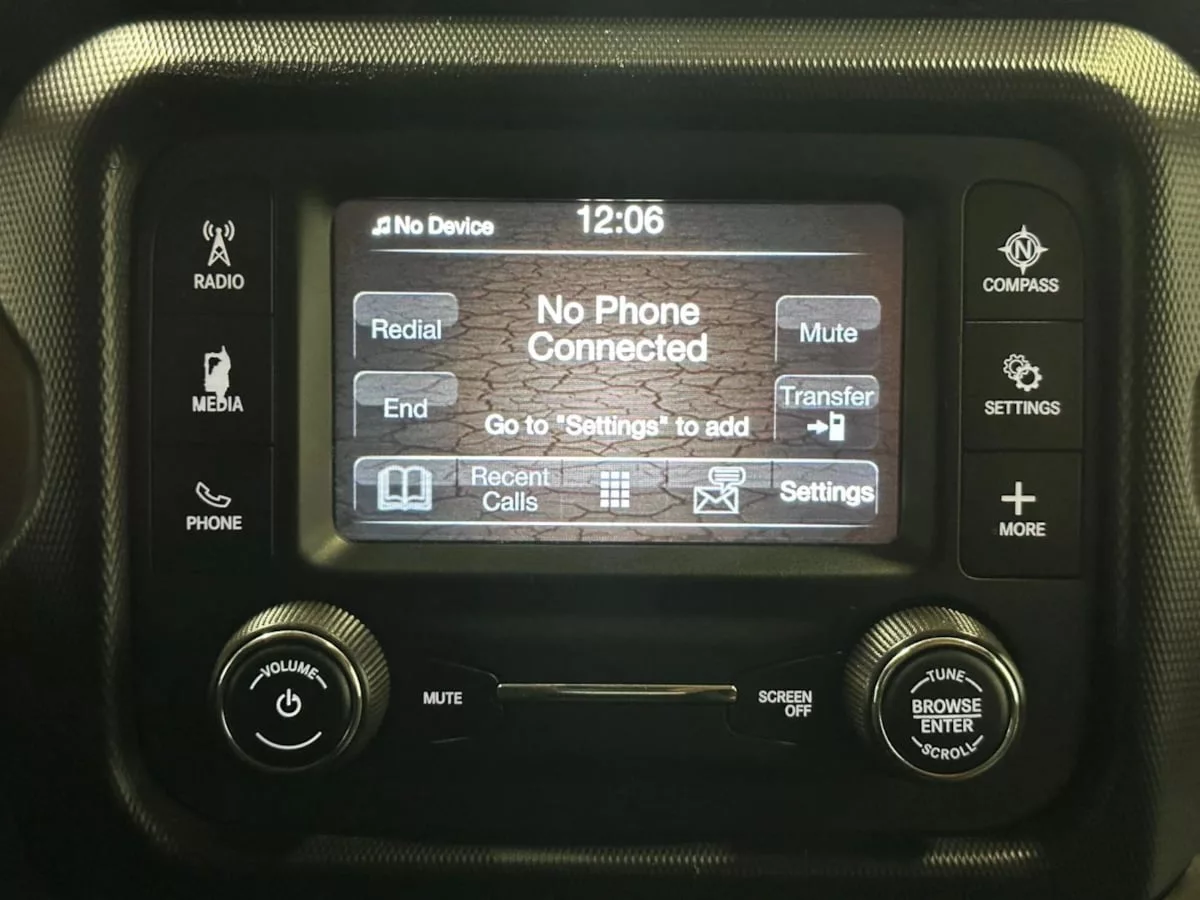 No Device
12:06
RADIO
MEDIA
PHONE
Redial
End
No Phone
Connected
Go to "Settings" to add
Mute
Transfer
Recent
Calls
Settings
N
COMPASS
SETTINGS
MORE
VOLUME
MUTE
SCREEN
OFF
TUNE
BROWSE
ENTER
SCROLL